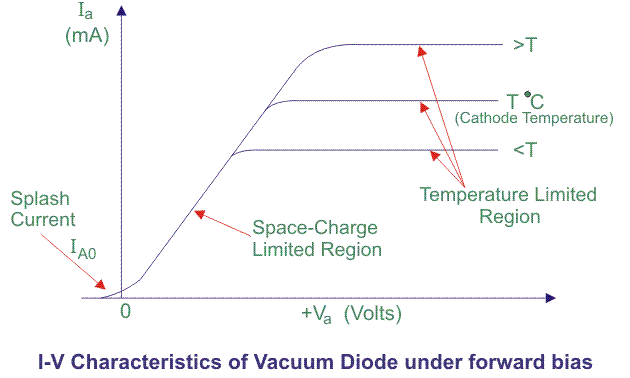 Iₐ
(mA)
>T
T °C
(Cathode Temperature)
<T
Splash
Current
I_A0
Temperature Limited
Region
Space-Charge
Limited Region
0
+Vₐ (Volts)
I-V Characteristics of Vacuum Diode under forward bias